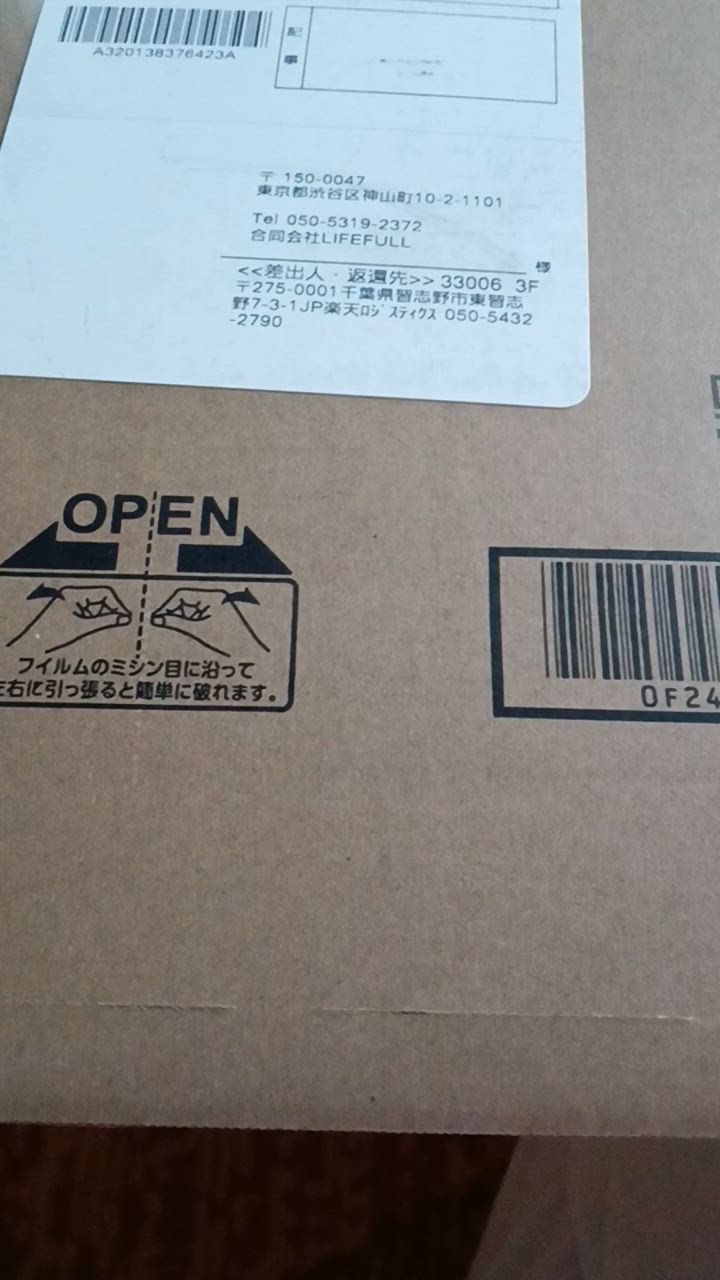 A320138376423A
記
事
〒 150-0047
東京都渋谷区神山町10-2-1101
Tel 050-5319-2372
合同会社LIFEFULL
様
<<差出人・返還先>> 33006 3F
〒275-0001千葉県習志野市東習志
野7-3-1JP楽天ﾛｼﾞｽﾃｨｸｽ 050-5432
-2790
OPEN
フイルムのミシン目に沿って
左右に引っ張ると簡単に破れます。
0F24